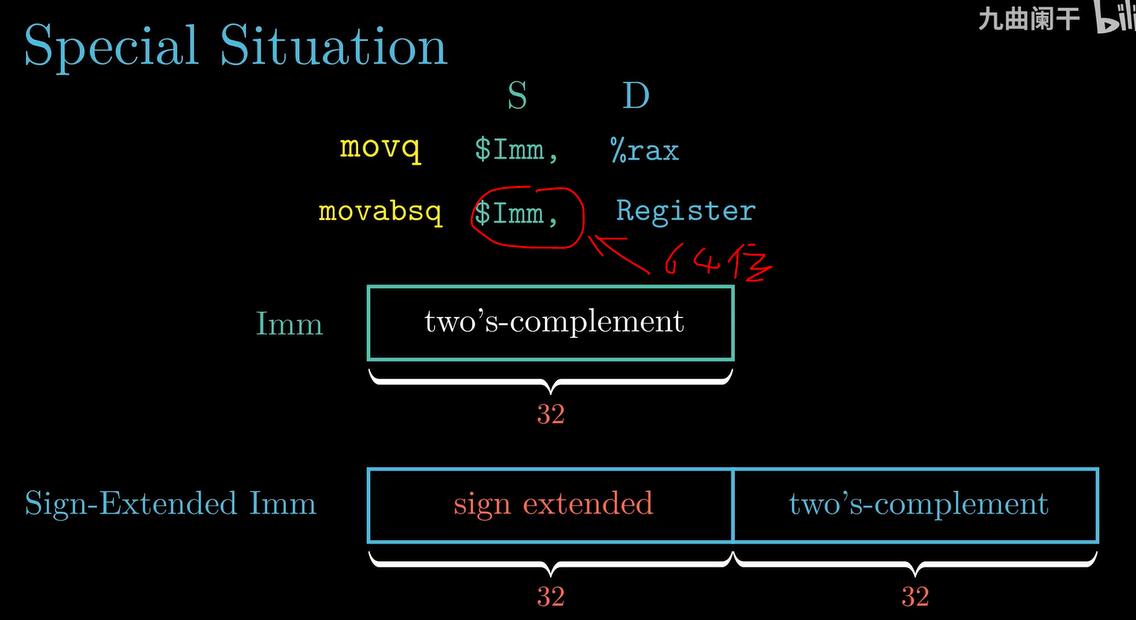 九曲阑干 bili
Special Situation
S D
movq $Imm, %rax
movabsq $Imm, Register
64位
Imm two's-complement
32
Sign-Extended Imm sign extended two's-complement
32 32